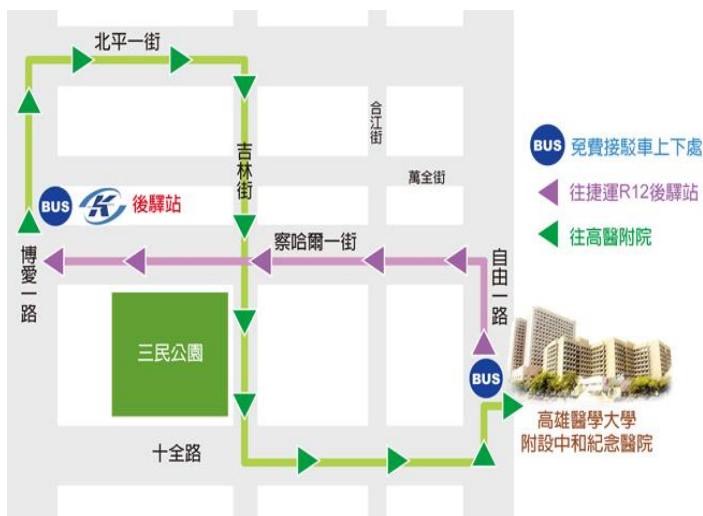 北平一街
合江街
吉林街
萬全街
BUS
K
後驛站
察哈爾一街
博愛一路
自由一路
三民公園
十全路
BUS
高雄醫學大學
附設中和紀念醫院
BUS 免費接駁車上下處
往捷運R12後驛站
往高醫附院